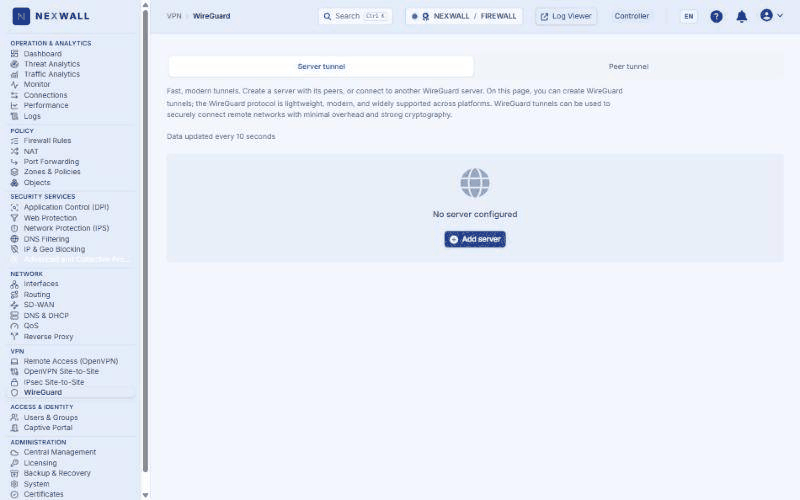 NEXWALL
VPN › WireGuard
Search Ctrl K
NEXWALL / FIREWALL
Log Viewer
Controller
EN
OPERATION & ANALYTICS
Dashboard
Threat Analytics
Traffic Analytics
Monitor
Connections
Performance
Logs
POLICY
Firewall Rules
NAT
Port Forwarding
Zones & Policies
Objects
SECURITY SERVICES
Application Control (DPI)
Web Protection
Network Protection (IPS)
DNS Filtering
IP & Geo Blocking
Advanced and Collective Pro...
NETWORK
Interfaces
Routing
SD-WAN
DNS & DHCP
QoS
Reverse Proxy
VPN
Remote Access (OpenVPN)
OpenVPN Site-to-Site
IPsec Site-to-Site
WireGuard
ACCESS & IDENTITY
Users & Groups
Captive Portal
ADMINISTRATION
Central Management
Licensing
Backup & Recovery
System
Certificates
Server tunnel
Peer tunnel
Fast, modern tunnels. Create a server with its peers, or connect to another WireGuard server. On this page, you can create WireGuard
tunnels; the WireGuard protocol is lightweight, modern, and widely supported across platforms. WireGuard tunnels can be used to
securely connect remote networks with minimal overhead and strong cryptography.
Data updated every 10 seconds
No server configured
Add server